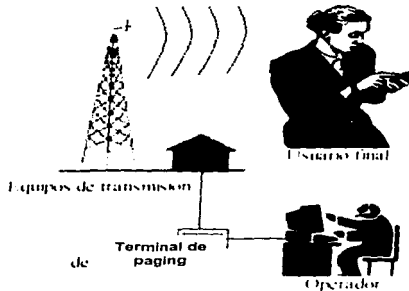 Usuario final
Equipos de transmision
Terminal de
de paging
Operador